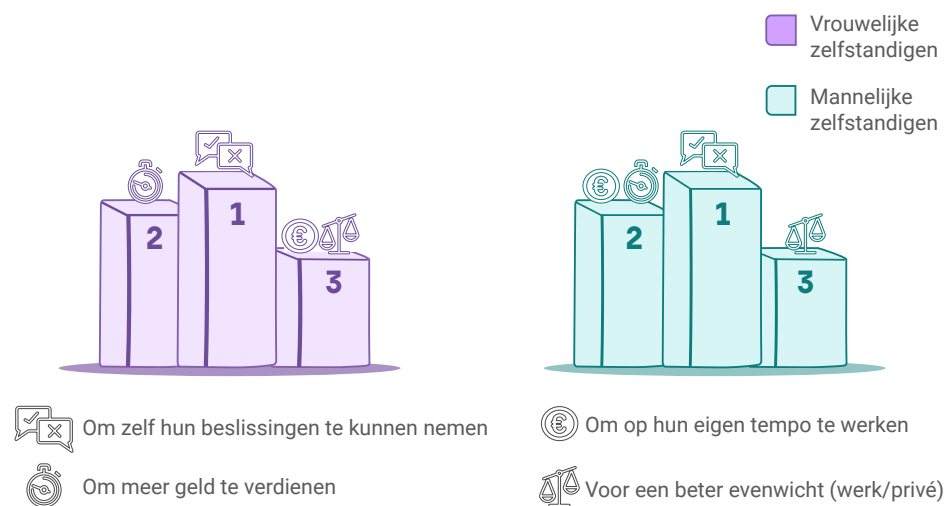 Vrouwelijke
zelfstandigen
Mannelijke
zelfstandigen
1
2
3
1
2
3
Om zelf hun beslissingen te kunnen nemen
Om op hun eigen tempo te werken
Om meer geld te verdienen
Voor een beter evenwicht (werk/privé)